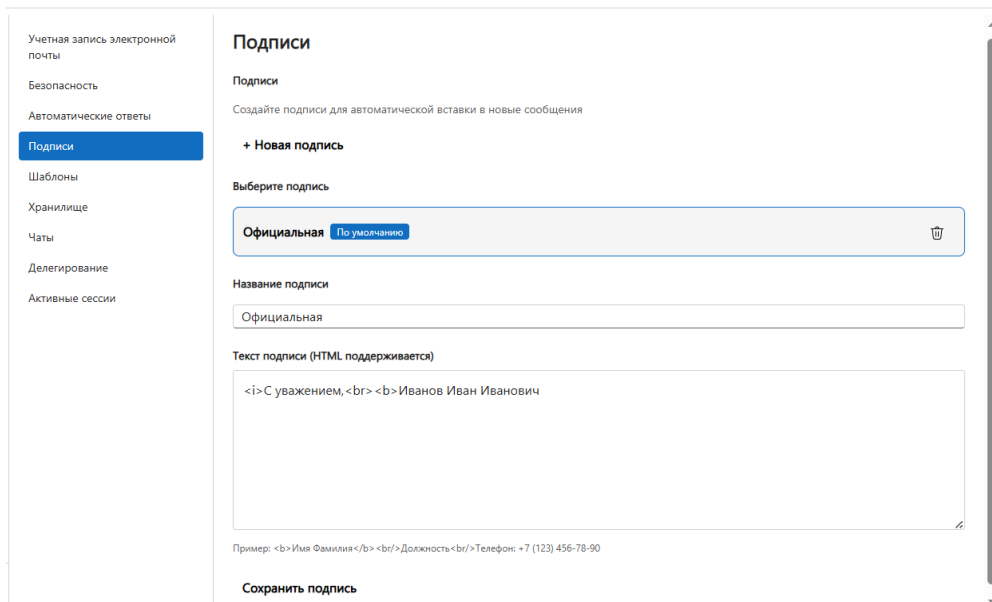 Учетная запись электронной
почты
Безопасность
Автоматические ответы
Подписи
Шаблоны
Хранилище
Чаты
Делегирование
Активные сессии
Подписи
Подписи
Создайте подписи для автоматической вставки в новые сообщения
+ Новая подпись
Выберите подпись
Официальная По умолчанию
Название подписи
Официальная
Текст подписи (HTML поддерживается)
<i>С уважением,<br><b>Иванов Иван Иванович
Пример: <b>Имя Фамилия</b><br/>Должность<br/>Телефон: +7 (123) 456-78-90
Сохранить подпись